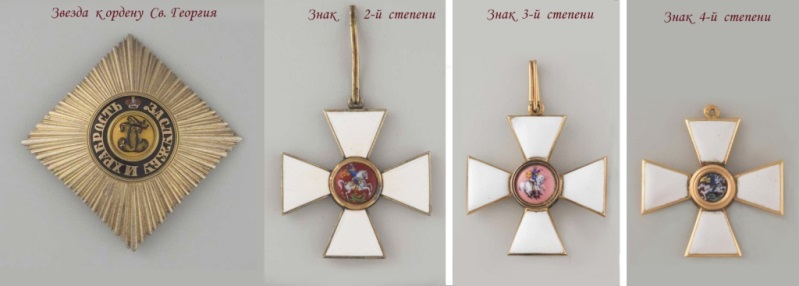 Звезда к ордену Св. Георгия
Знак 2-й степени
Знак 3-й степени
Знак 4-й степени
ЗА СЛУЖБУ И ХРАБРОСТЬ